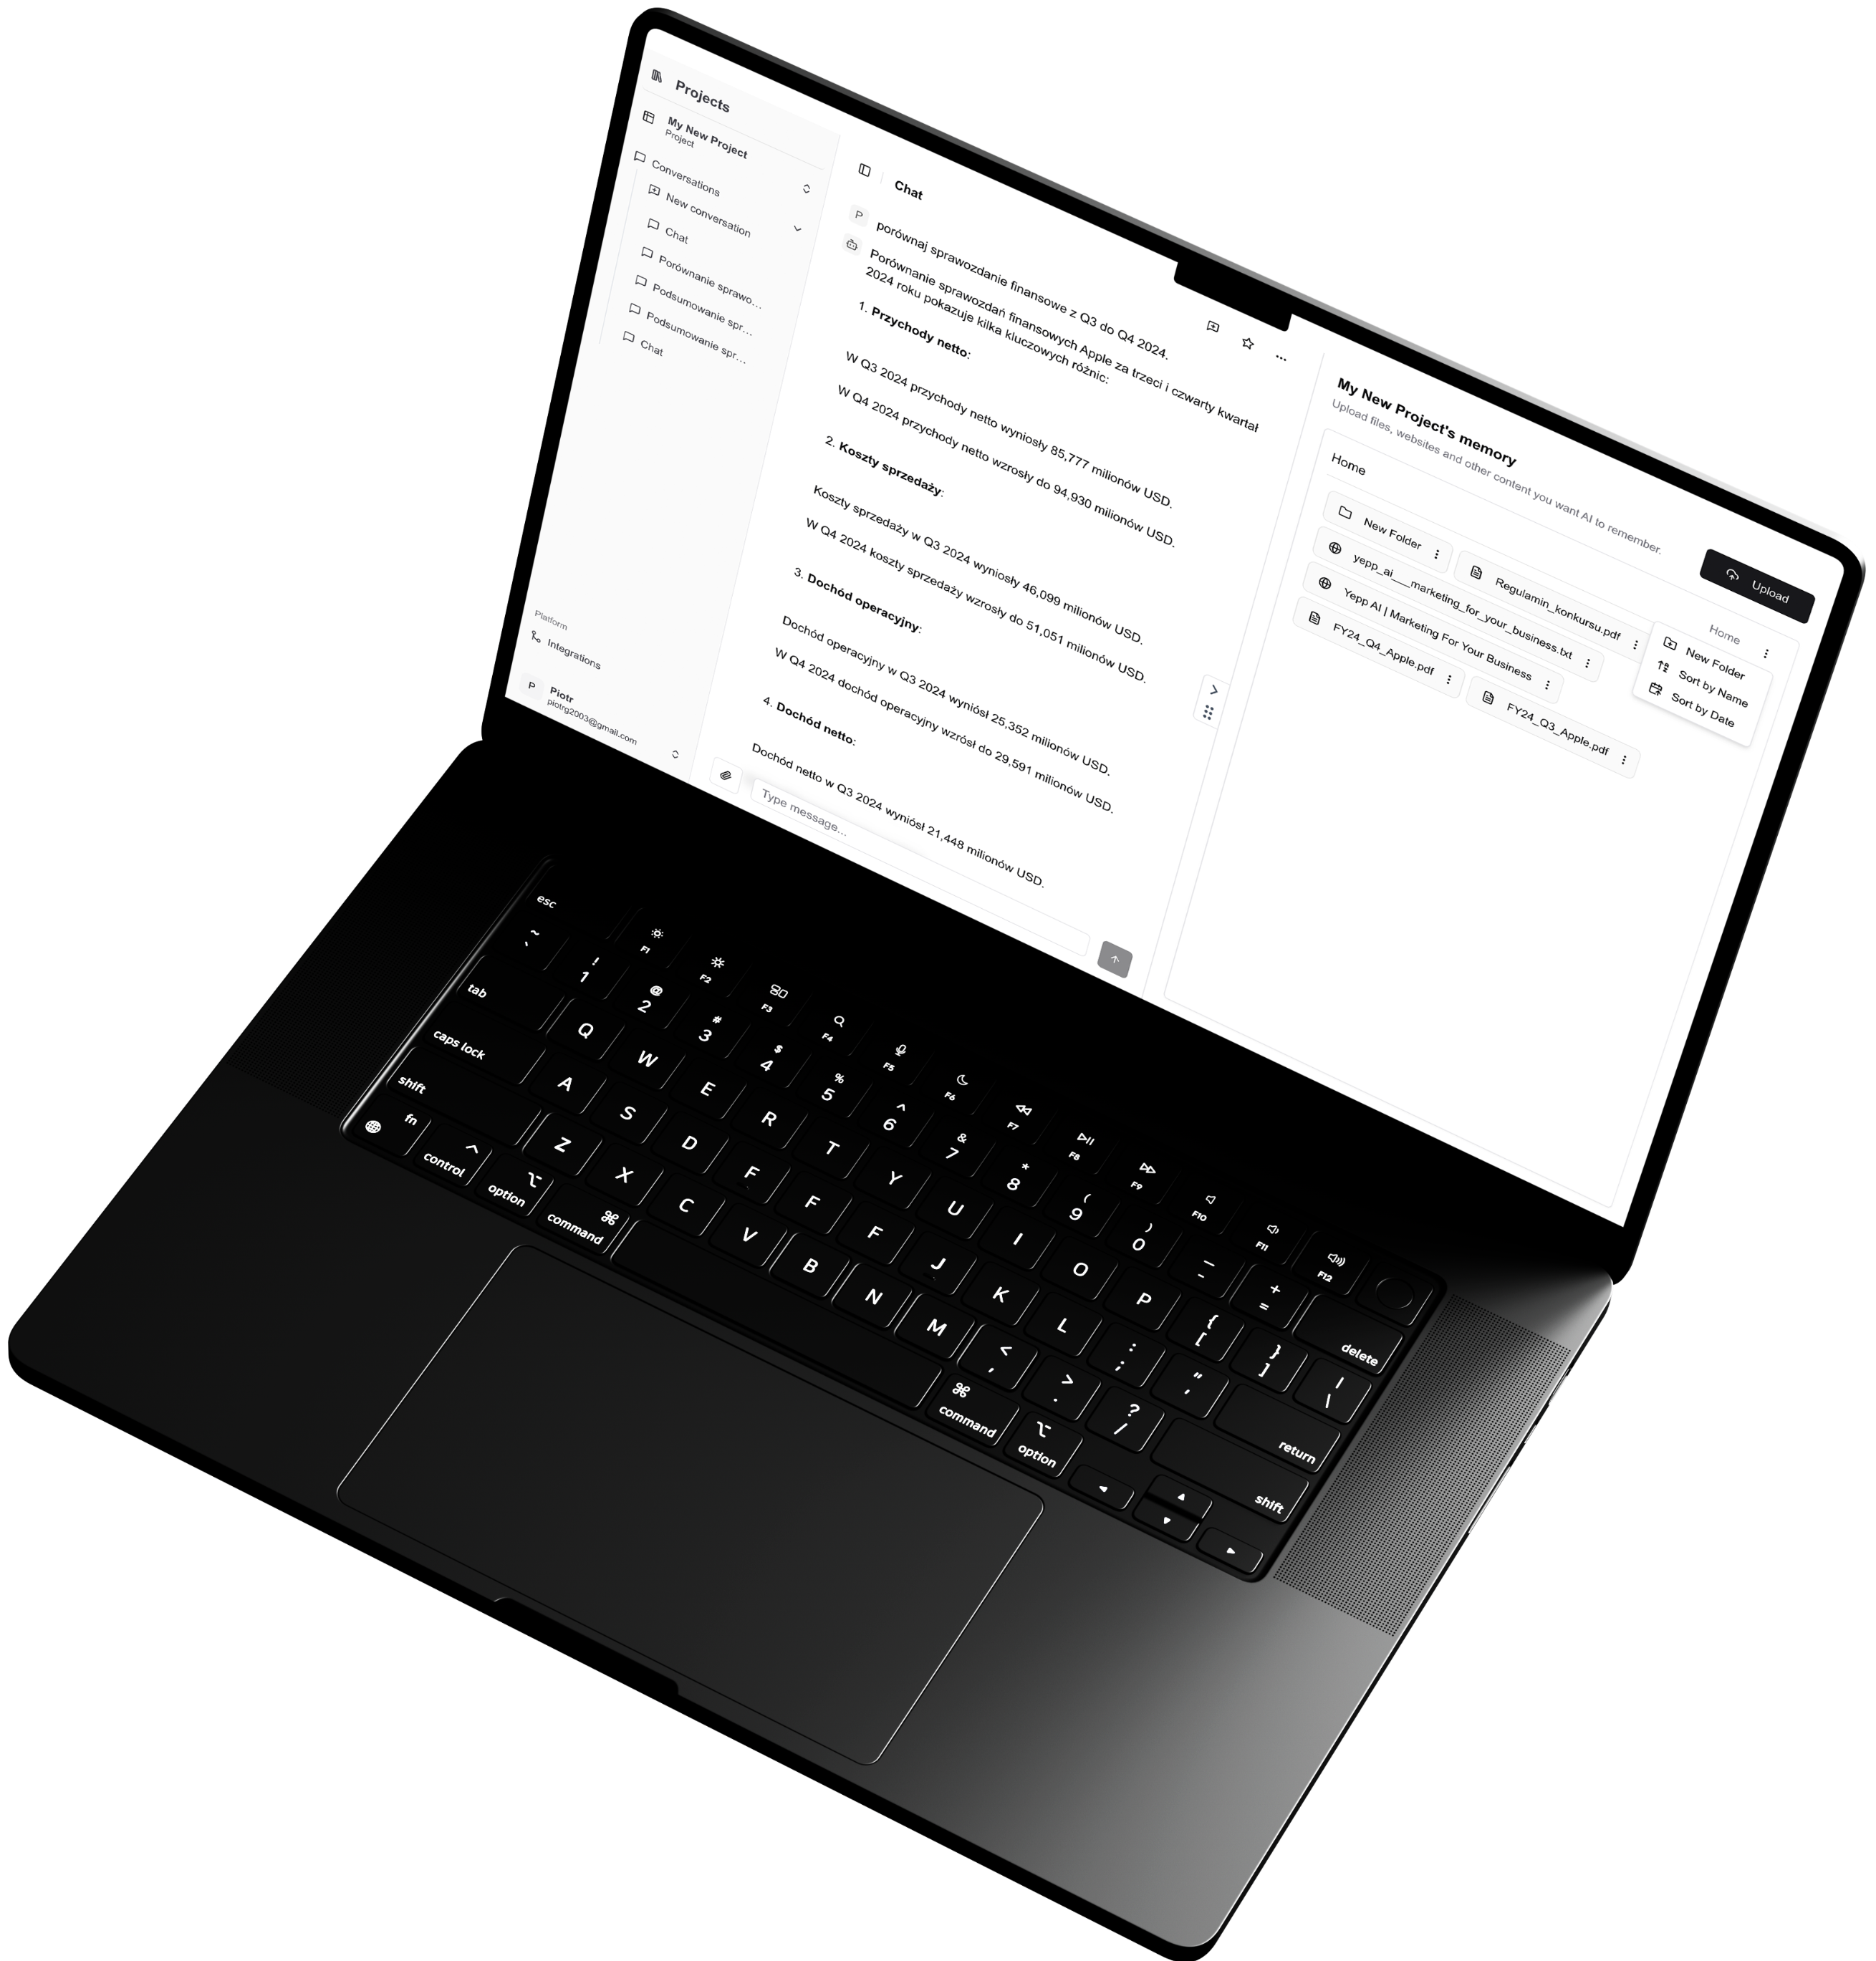 Projects
My New Project
Project
Conversations
New conversation
Chat
Porównanie sprawo...
Podsumowanie spr...
Podsumowanie spr...
Chat
Platform
Integrations
P
Piotr
piotrg2003@gmail.com
Chat
P
porównaj sprawozdanie finansowe z Q3 do Q4 2024.
Porównanie sprawozdań finansowych Apple za trzeci i czwarty kwartał
2024 roku pokazuje kilka kluczowych różnic:
1. Przychody netto:
W Q3 2024 przychody netto wyniosły 85,777 milionów USD.
W Q4 2024 przychody netto wzrosły do 94,930 milionów USD.
2. Koszty sprzedaży:
Koszty sprzedaży w Q3 2024 wyniosły 46,099 milionów USD.
W Q4 2024 koszty sprzedaży wzrosły do 51,051 milionów USD.
3. Dochód operacyjny:
Dochód operacyjny w Q3 2024 wyniósł 25,352 milionów USD.
W Q4 2024 dochód operacyjny wzrósł do 29,591 milionów USD.
4. Dochód netto:
Dochód netto w Q3 2024 wyniósł 21,448 milionów USD.
Type message...
My New Project's memory
Upload files, websites and other content you want AI to remember.
Upload
Home
Home
New Folder
Regulamin_konkursu.pdf
yepp_ai___marketing_for_your_business.txt
Yepp AI | Marketing For Your Business
FY24_Q4_Apple.pdf
FY24_Q3_Apple.pdf
New Folder
Sort by Name
Sort by Date
esc F1 F2 F3 F4 F5 F6 F7 F8 F9 F10 F11 F12
~ ` ! 1 @ 2 # 3 $ 4 % 5 ^ 6 & 7 * 8 ( 9 ) 0 _ - + = delete
tab Q W E R T Y U I O P { [ } ] | \
caps lock A S D F F F J K L : ; " ' return
shift Z X C V B N M < , > . ? / shift
fn control option command command option